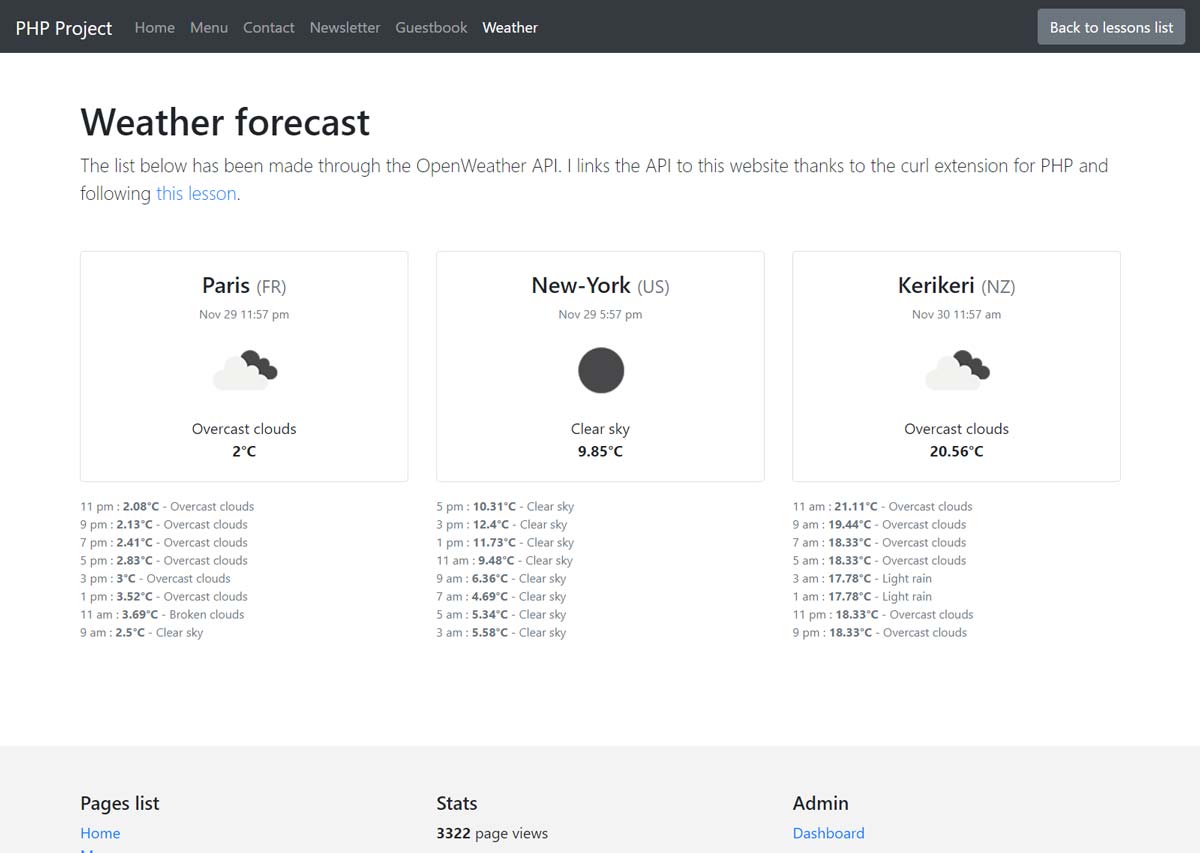 PHP Project Home Menu Contact Newsletter Guestbook Weather Back to lessons list
Weather forecast
The list below has been made through the OpenWeather API. I links the API to this website thanks to the curl extension for PHP and
following this lesson.
Paris (FR)
Nov 29 11:57 pm
Overcast clouds
2°C
11 pm : 2.08°C - Overcast clouds
9 pm : 2.13°C - Overcast clouds
7 pm : 2.41°C - Overcast clouds
5 pm : 2.83°C - Overcast clouds
3 pm : 3°C - Overcast clouds
1 pm : 3.52°C - Overcast clouds
11 am : 3.69°C - Broken clouds
9 am : 2.5°C - Clear sky
New-York (US)
Nov 29 5:57 pm
Clear sky
9.85°C
5 pm : 10.31°C - Clear sky
3 pm : 12.4°C - Clear sky
1 pm : 11.73°C - Clear sky
11 am : 9.48°C - Clear sky
9 am : 6.36°C - Clear sky
7 am : 4.69°C - Clear sky
5 am : 5.34°C - Clear sky
3 am : 5.58°C - Clear sky
Kerikeri (NZ)
Nov 30 11:57 am
Overcast clouds
20.56°C
11 am : 21.11°C - Overcast clouds
9 am : 19.44°C - Overcast clouds
7 am : 18.33°C - Overcast clouds
5 am : 18.33°C - Overcast clouds
3 am : 17.78°C - Light rain
1 am : 17.78°C - Light rain
11 pm : 18.33°C - Overcast clouds
9 pm : 18.33°C - Overcast clouds
Pages list
Home
Stats
3322 page views
Admin
Dashboard